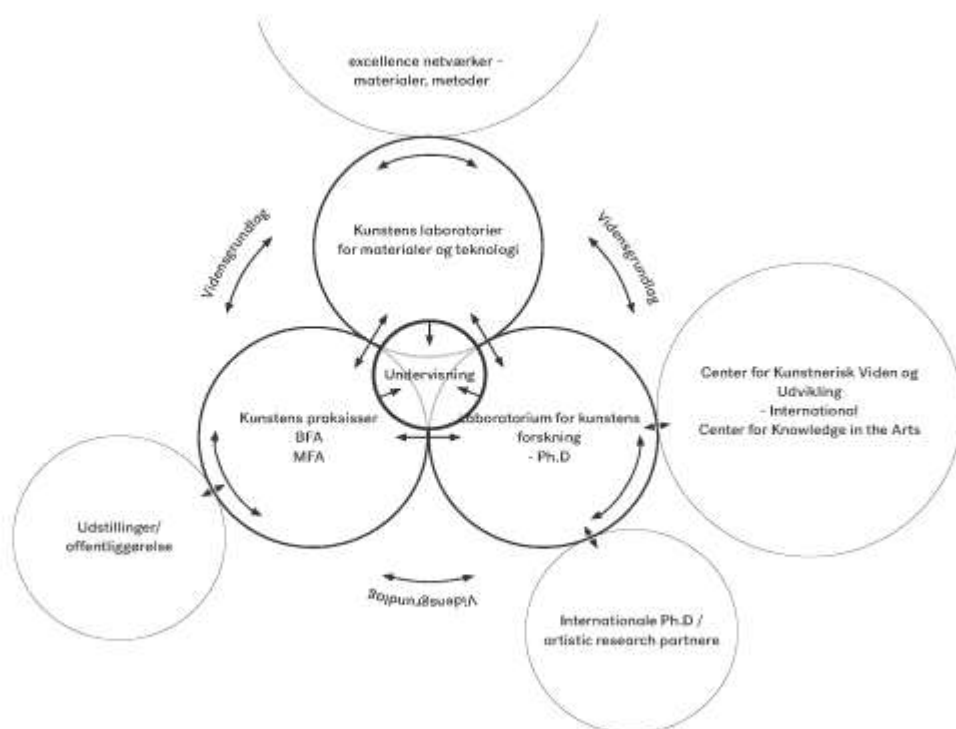 excellence netværker -
materialer, metoder
Kunstens laboratorier
for materialer og teknologi
Vidensgrundlag
Vidensgrundlag
Undervisning
Kunstens praksisser
BFA
MFA
Laboratorium for kunstens
forskning
- Ph.D
Center for Kunstnerisk Viden og
Udvikling
- International
Center for Knowledge in the Arts
Udstillinger/
offentliggørelse
Vidensgrundlag
Internationale Ph.D /
artistic research partnere